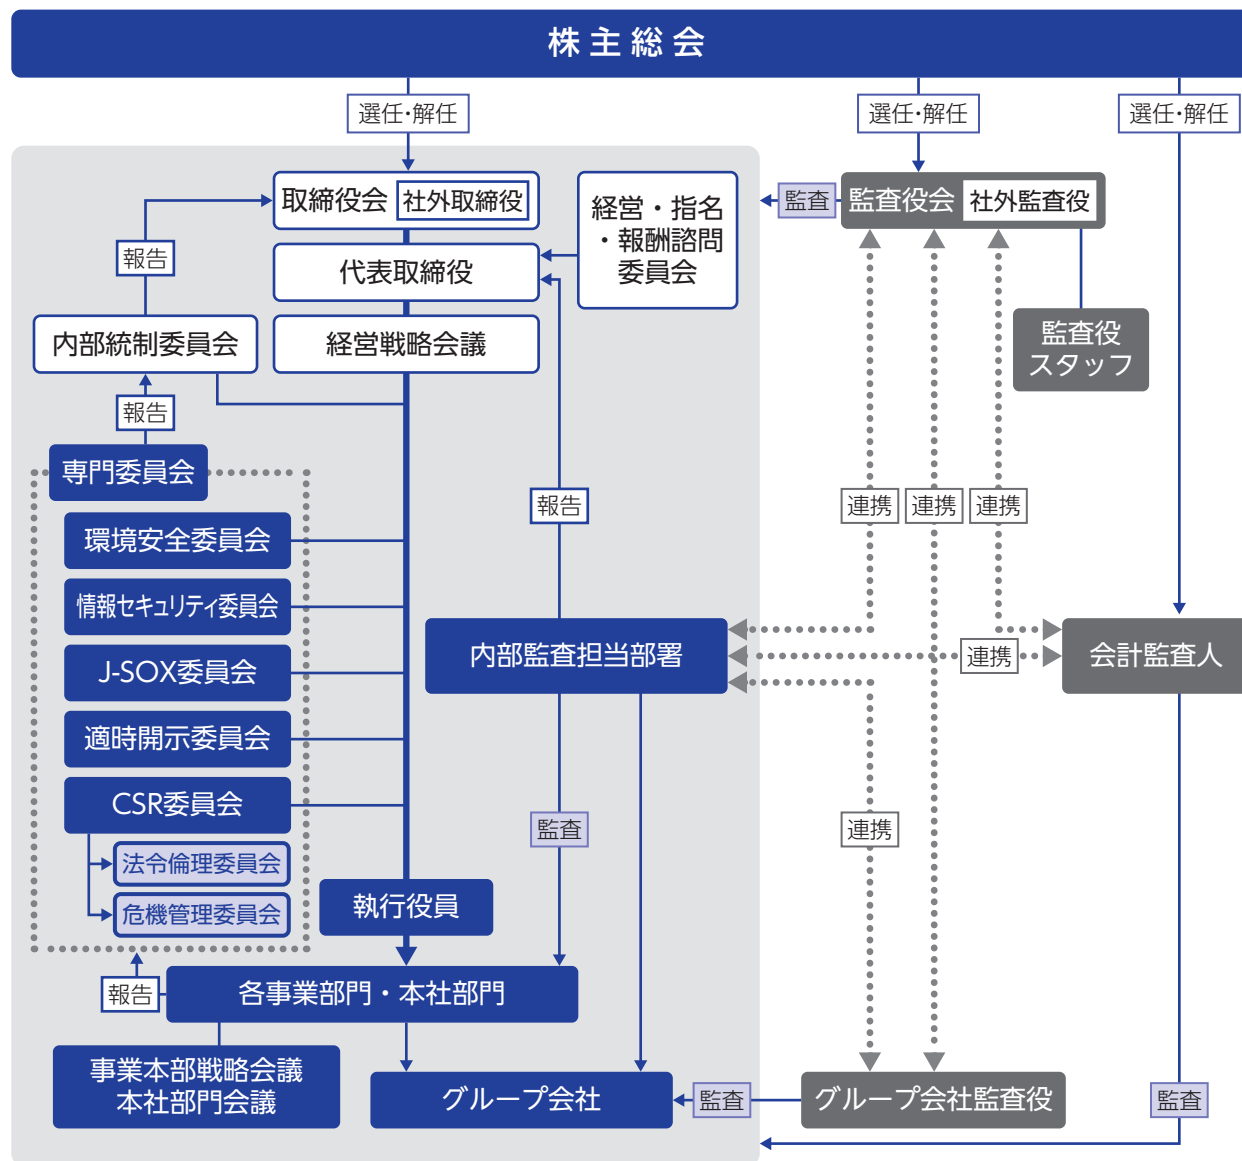 株主総会
選任・解任
選任・解任
選任・解任
取締役会
社外取締役
経営・指名
・報酬諮問
委員会
監査
監査役会
社外監査役
報告
代表取締役
内部統制委員会
経営戦略会議
監査役
スタッフ
報告
専門委員会
報告
連携
連携
連携
環境安全委員会
情報セキュリティ委員会
J-SOX委員会
適時開示委員会
CSR委員会
法令倫理委員会
危機管理委員会
内部監査担当部署
連携
会計監査人
監査
連携
執行役員
報告
各事業部門・本社部門
事業本部戦略会議
本社部門会議
グループ会社
監査
グループ会社監査役
監査